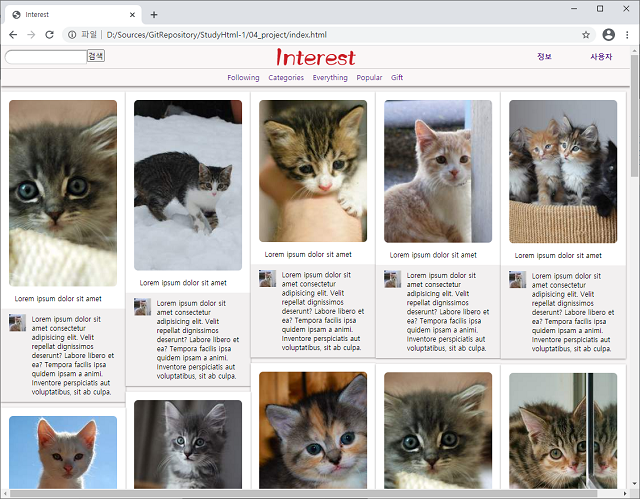 Interest
파일 D:/Sources/GitRepository/StudyHtml-1/04_project/index.html
검색
Interest
정보
사용자
Following Categories Everything Popular Gift
Lorem ipsum dolor sit amet
Lorem ipsum dolor sit
amet consectetur
adipisicing elit. Velit
repellat dignissimos
deserunt? Labore libero et
ea? Tempora facilis ipsa
quidem ipsam a animi.
Inventore perspiciatis aut
voluptatibus, sit ab culpa.
Lorem ipsum dolor sit amet
Lorem ipsum dolor sit
amet consectetur
adipisicing elit. Velit
repellat dignissimos
deserunt? Labore libero et
ea? Tempora facilis ipsa
quidem ipsam a animi.
Inventore perspiciatis aut
voluptatibus, sit ab culpa.
Lorem ipsum dolor sit amet
Lorem ipsum dolor sit
amet consectetur
adipisicing elit. Velit
repellat dignissimos
deserunt? Labore libero et
ea? Tempora facilis ipsa
quidem ipsam a animi.
Inventore perspiciatis aut
voluptatibus, sit ab culpa.
Lorem ipsum dolor sit amet
Lorem ipsum dolor sit
amet consectetur
adipisicing elit. Velit
repellat dignissimos
deserunt? Labore libero et
ea? Tempora facilis ipsa
quidem ipsam a animi.
Inventore perspiciatis aut
voluptatibus, sit ab culpa.
Lorem ipsum dolor sit amet
Lorem ipsum dolor sit
amet consectetur
adipisicing elit. Velit
repellat dignissimos
deserunt? Labore libero et
ea? Tempora facilis ipsa
quidem ipsam a animi.
Inventore perspiciatis aut
voluptatibus, sit ab culpa.